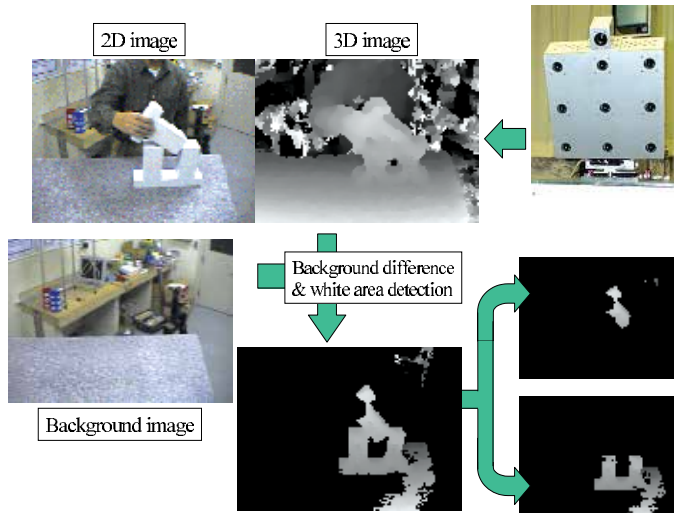 2D image
3D image
Background difference
& white area detection
Background image